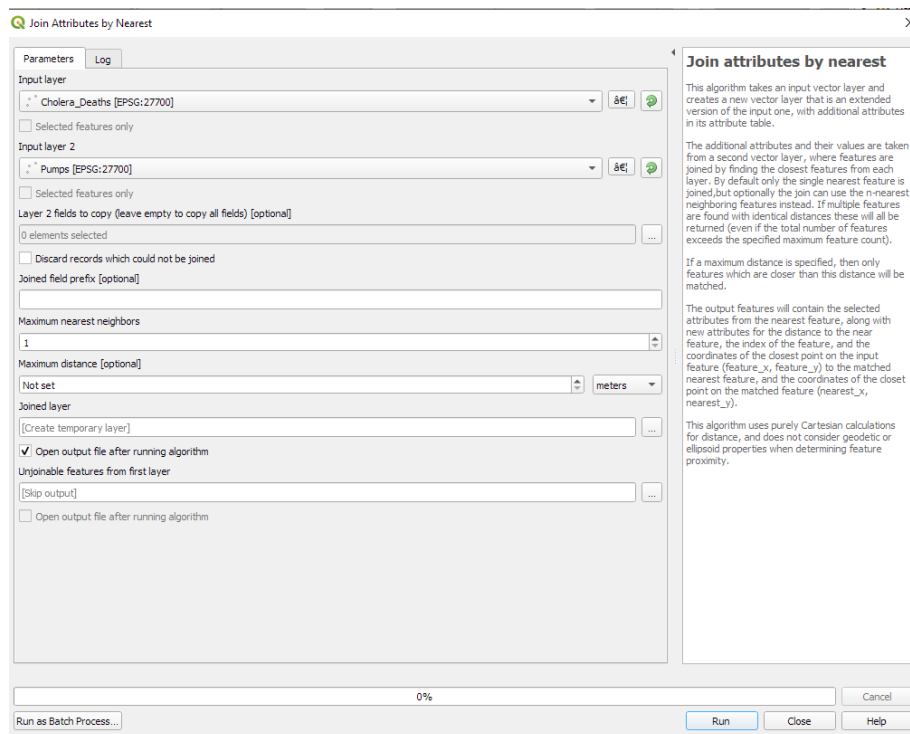 Join Attributes by Nearest
Parameters
Log
Input layer
Cholera_Deaths [EPSG:27700]
â€¦
Selected features only
Input layer 2
Pumps [EPSG:27700]
â€¦
Selected features only
Layer 2 fields to copy (leave empty to copy all fields) [optional]
0 elements selected
...
Discard records which could not be joined
Joined field prefix [optional]
Maximum nearest neighbors
1
Maximum distance [optional]
Not set
meters
Joined layer
[Create temporary layer]
...
Open output file after running algorithm
Unjoinable features from first layer
[Skip output]
...
Open output file after running algorithm
Join attributes by nearest
This algorithm takes an input vector layer and
creates a new vector layer that is an extended
version of the input one, with additional attributes
in its attribute table.
The additional attributes and their values are taken
from a second vector layer, where features are
joined by finding the closest features from each
layer. By default only the single nearest feature is
joined,but optionally the join can use the n-nearest
neighboring features instead. If multiple features
are found with identical distances these will all be
returned (even if the total number of features
exceeds the specified maximum feature count).
If a maximum distance is specified, then only
features which are closer than this distance will be
matched.
The output features will contain the selected
attributes from the nearest feature, along with
new attributes for the distance to the near
feature, the index of the feature, and the
coordinates of the closest point on the input
feature (feature_x, feature_y) to the matched
nearest feature, and the coordinates of the closet
point on the matched feature (nearest_x,
nearest_y).
This algorithm uses purely Cartesian calculations
for distance, and does not consider geodetic or
ellipsoid properties when determining feature
proximity.
0%
Cancel
Run as Batch Process...
Run
Close
Help